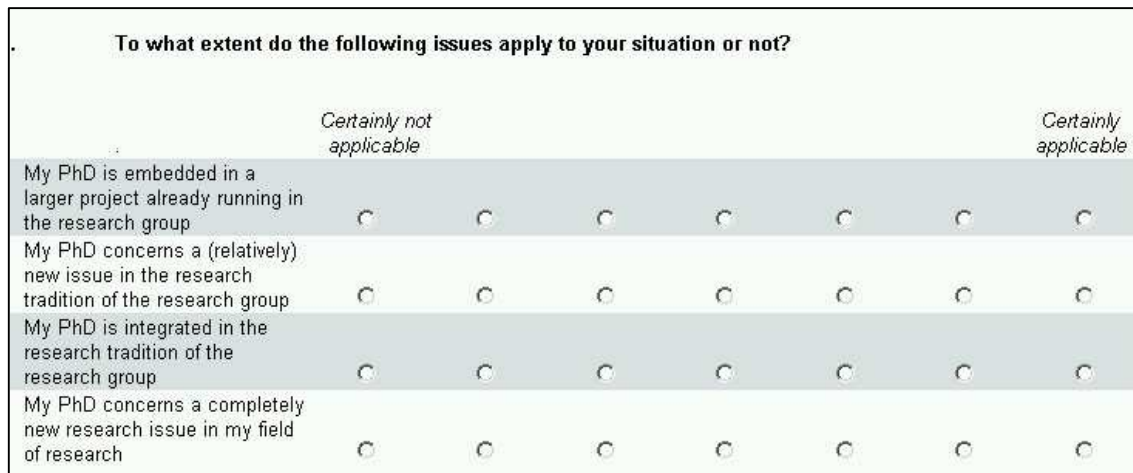 To what extent do the following issues apply to your situation or not?
Certainly not
applicable
Certainly
applicable
My PhD is embedded in a
larger project already running in
the research group
My PhD concerns a (relatively)
new issue in the research
tradition of the research group
My PhD is integrated in the
research tradition of the
research group
My PhD concerns a completely
new research issue in my field
of research